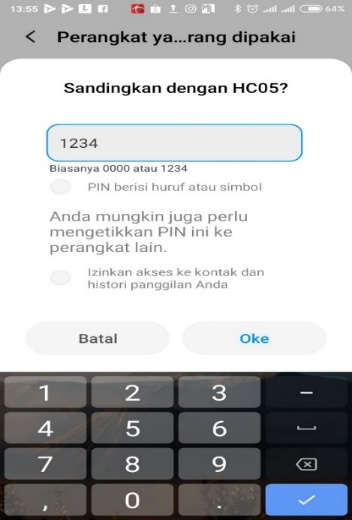 13:55 64%
< Perangkat ya...rang dipakai
Sandingkan dengan HC05?
1234
Biasanya 0000 atau 1234
PIN berisi huruf atau simbol
Anda mungkin juga perlu
mengetikkan PIN ini ke
perangkat lain.
Izinkan akses ke kontak dan
histori panggilan Anda
Batal Oke
1 2 3 –
4 5 6
7 8 9
, 0 .